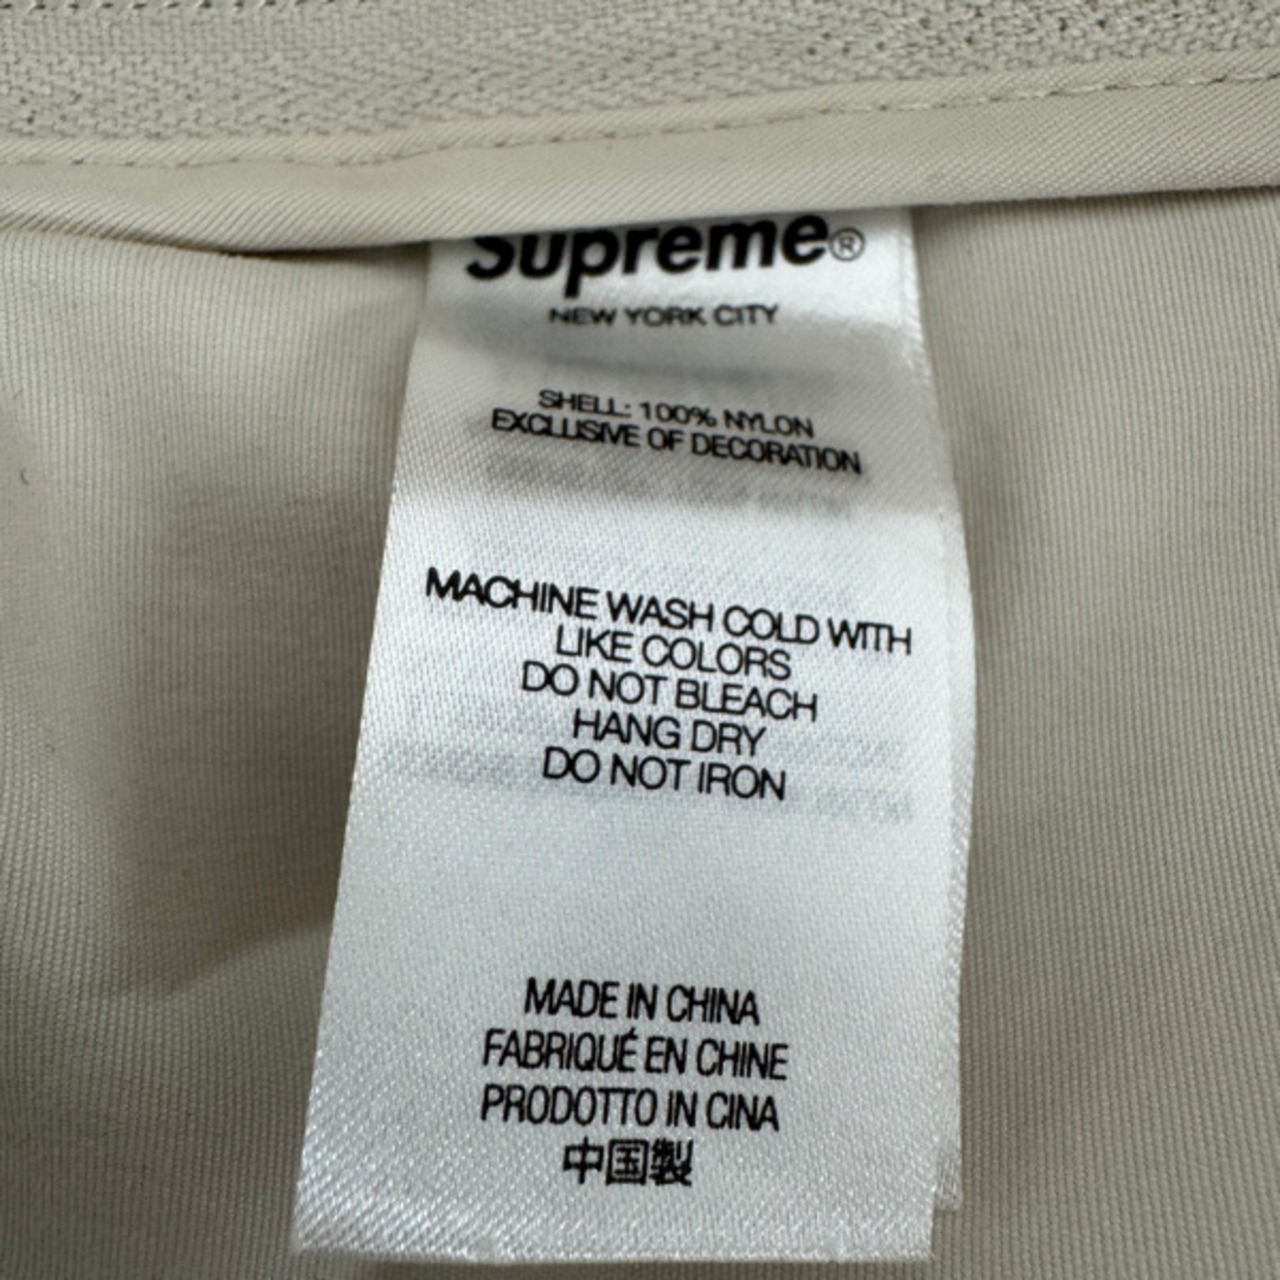 Supreme®
NEW YORK CITY
SHELL: 100% NYLON
EXCLUSIVE OF DECORATION
MACHINE WASH COLD WITH
LIKE COLORS
DO NOT BLEACH
HANG DRY
DO NOT IRON
MADE IN CHINA
FABRIQUÉ EN CHINE
PRODOTTO IN CINA
中国製